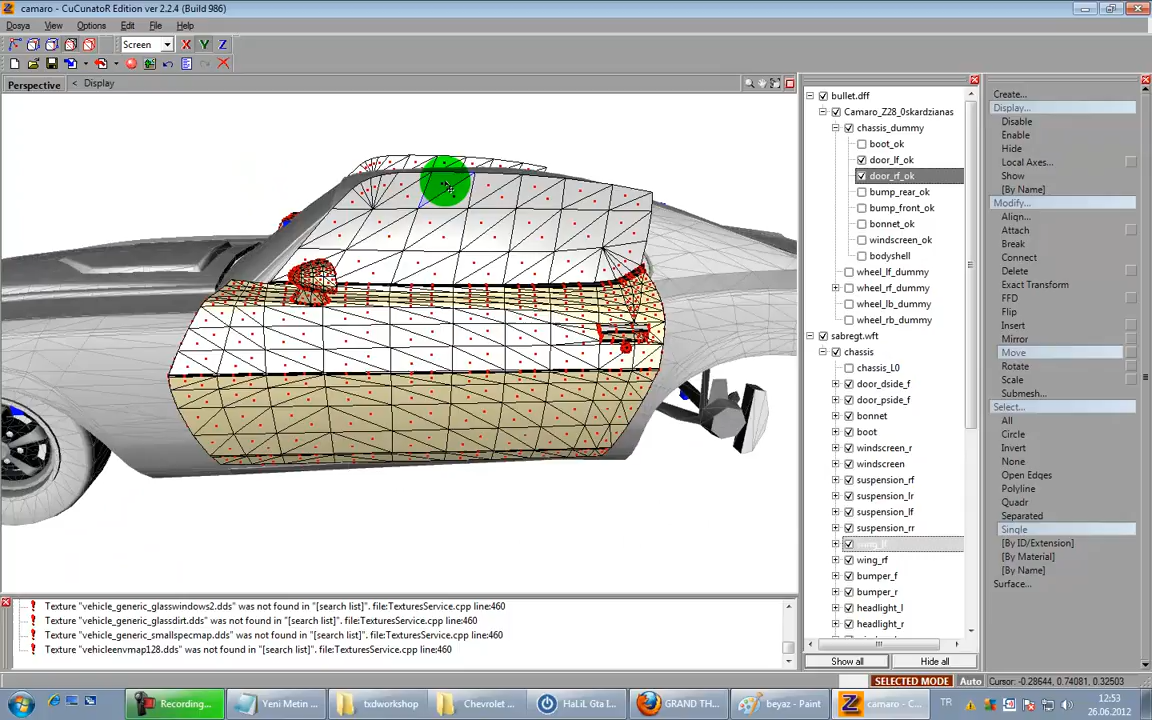 camaro - CuCunatoR Edition ver 2.2.4 (Build 986)
Dosya View Options Edit File Help
Screen X Y Z
Perspective < Display
bullet.dff
Camaro_Z28_0skardzianas
chassis_dummy
boot_ok
door_lf_ok
door_rf_ok
bump_rear_ok
bump_front_ok
bonnet_ok
windscreen_ok
bodyshell
wheel_lf_dummy
wheel_rf_dummy
wheel_lb_dummy
wheel_rb_dummy
sabregt.wft
chassis
chassis_L0
door_dside_f
door_pside_f
bonnet
boot
windscreen_r
windscreen
suspension_rf
suspension_lr
suspension_lf
suspension_rr
wing_lf
wing_rf
bumper_f
bumper_r
headlight_l
headlight_r
Show all Hide all
Create...
Display...
Disable
Enable
Hide
Local Axes...
Show
[By Name]
Modify...
Align...
Attach
Break
Connect
Delete
Exact Transform
FFD
Flip
Insert
Mirror
Move
Rotate
Scale
Submesh...
Select...
All
Circle
Invert
None
Open Edges
Polyline
Quadr
Separated
Single
[By ID/Extension]
[By Material]
[By Name]
Surface...
Texture "vehicle_generic_glasswindows2.dds" was not found in "[search list]". file:TexturesService.cpp line:460
Texture "vehicle_generic_glassdirt.dds" was not found in "[search list]". file:TexturesService.cpp line:460
Texture "vehicle_generic_smallspecmap.dds" was not found in "[search list]". file:TexturesService.cpp line:460
Texture "vehicleenvmap128.dds" was not found in "[search list]". file:TexturesService.cpp line:460
SELECTED MODE Auto Cursor: -0.28644, 0.74081, 0.32503
Recording... Yeni Metin ... txdworkshop Chevrolet ... HaLiL Gta I... GRAND TH... beyaz - Paint camaro - C... TR 12:53
26.06.2012